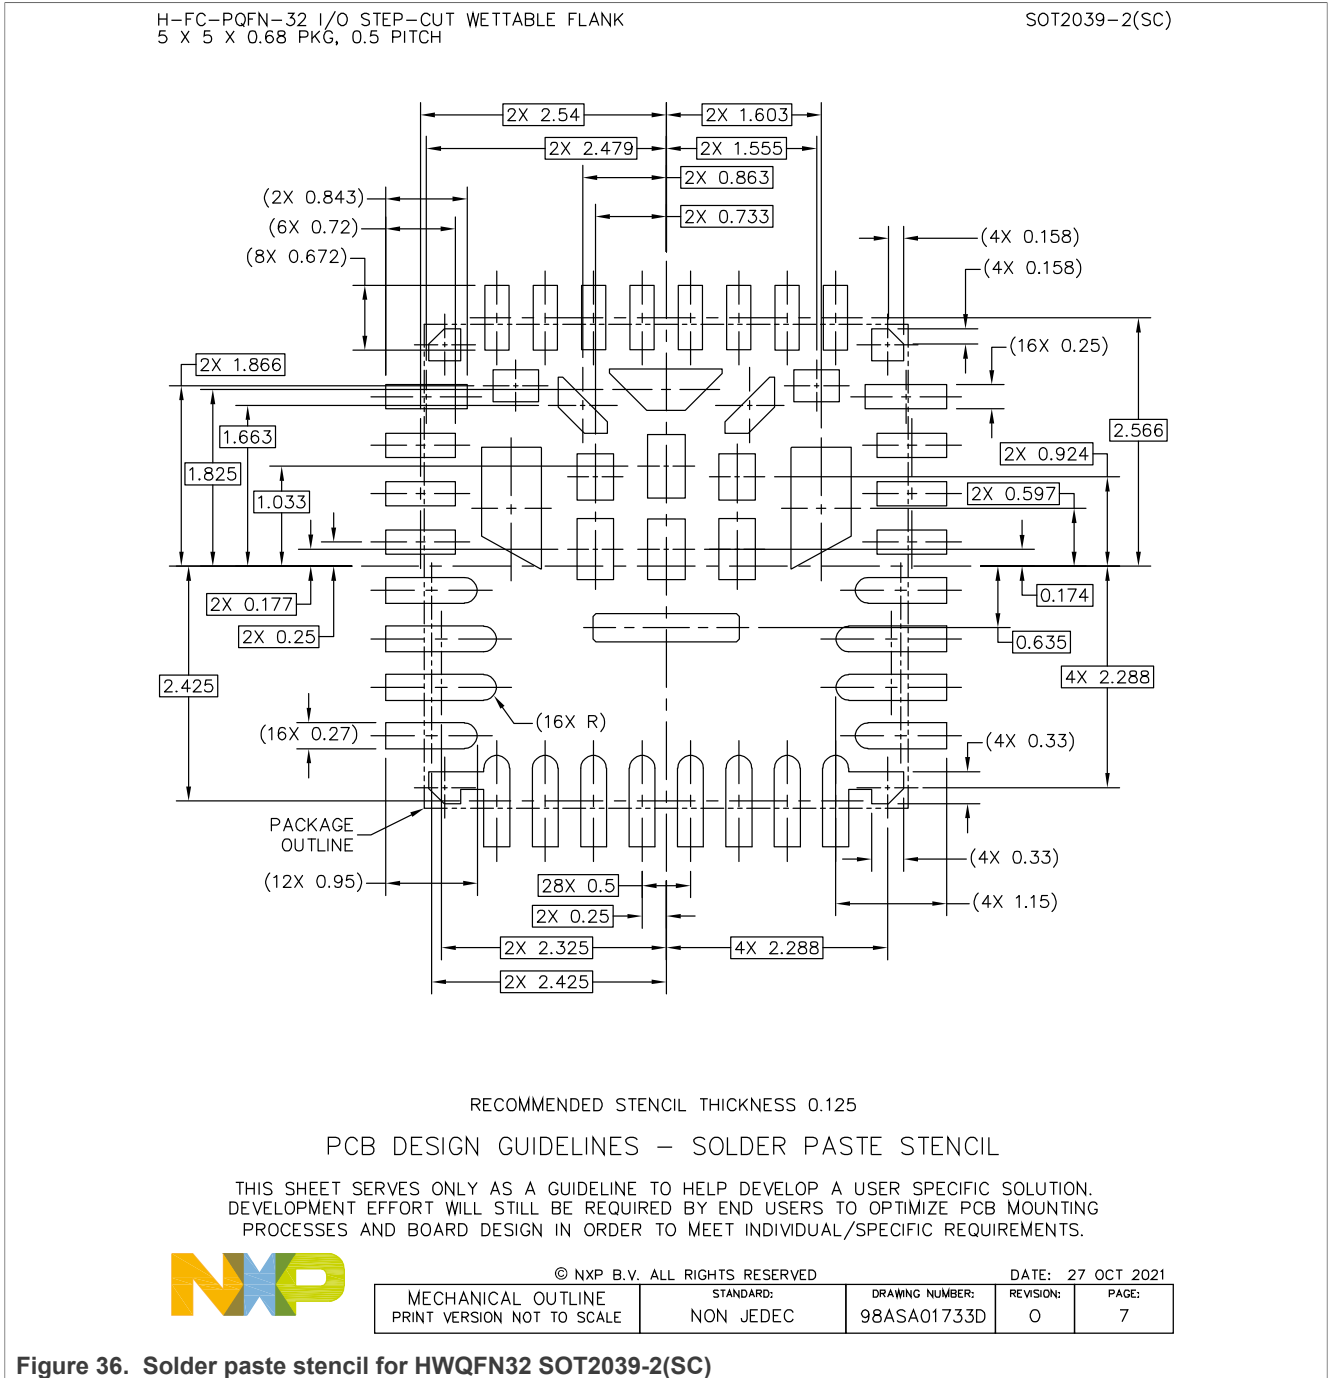 H-FC-PQFN-32 I/O STEP-CUT WETTABLE FLANK
5 X 5 X 0.68 PKG, 0.5 PITCH
SOT2039-2(SC)
2X 2.54
2X 1.603
2X 2.479
2X 1.555
2X 0.863
(2X 0.843)
2X 0.733
(6X 0.72)
(4X 0.158)
(8X 0.672)
(4X 0.158)
(16X 0.25)
2X 1.866
1.663
2.566
2X 0.924
1.825
2X 0.597
1.033
0.174
2X 0.177
2X 0.25
0.635
2.425
4X 2.288
(16X R)
(16X 0.27)
(4X 0.33)
PACKAGE
OUTLINE
(4X 0.33)
(12X 0.95)
28X 0.5
(4X 1.15)
2X 0.25
2X 2.325
4X 2.288
2X 2.425
RECOMMENDED STENCIL THICKNESS 0.125
PCB DESIGN GUIDELINES – SOLDER PASTE STENCIL
THIS SHEET SERVES ONLY AS A GUIDELINE TO HELP DEVELOP A USER SPECIFIC SOLUTION.
DEVELOPMENT EFFORT WILL STILL BE REQUIRED BY END USERS TO OPTIMIZE PCB MOUNTING
PROCESSES AND BOARD DESIGN IN ORDER TO MEET INDIVIDUAL/SPECIFIC REQUIREMENTS.
NXP
© NXP B.V. ALL RIGHTS RESERVED
DATE: 27 OCT 2021
MECHANICAL OUTLINE
PRINT VERSION NOT TO SCALE
STANDARD:
NON JEDEC
DRAWING NUMBER:
98ASA01733D
REVISION:
O
PAGE:
7
Figure 36. Solder paste stencil for HWQFN32 SOT2039-2(SC)